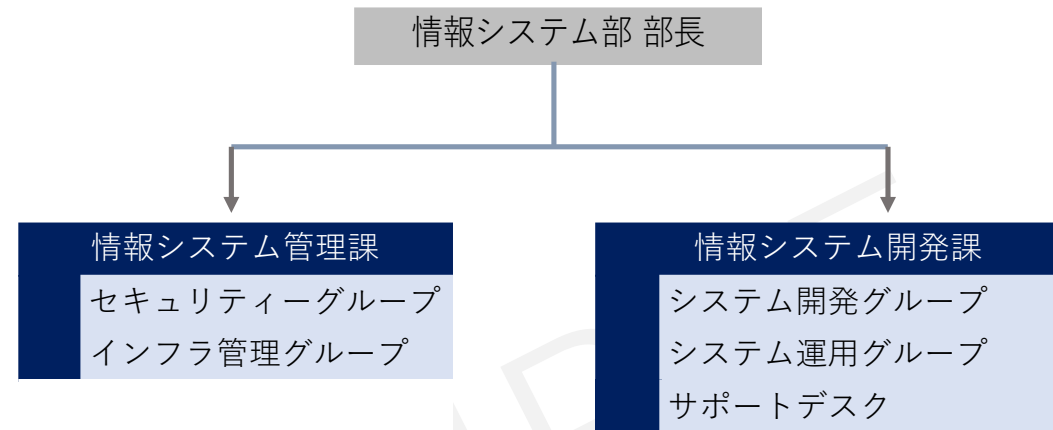 情報システム部 部長
情報システム管理課
セキュリティーグループ
インフラ管理グループ
情報システム開発課
システム開発グループ
システム運用グループ
サポートデスク